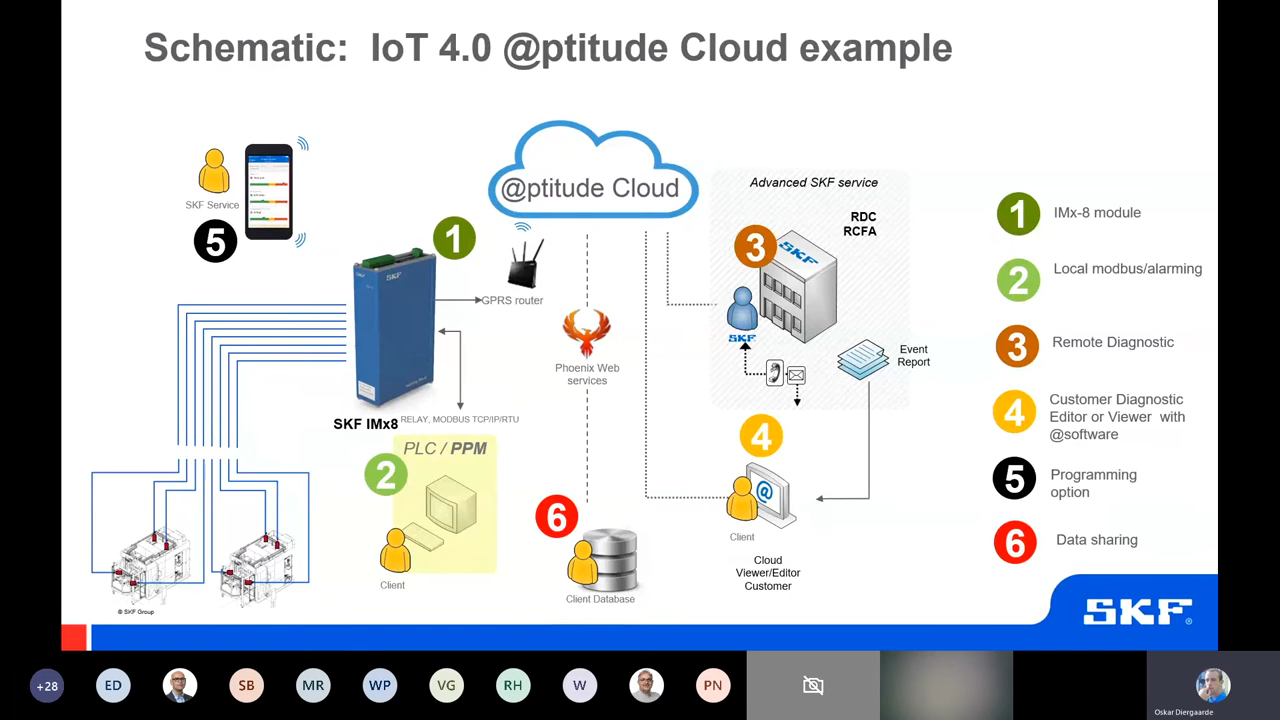 Schematic:  IoT 4.0 @ptitude Cloud example
@ptitude Cloud
SKF Service
5
1
SKF
GPRS router
SKF IMx8
RELAY, MODBUS TCP/IP/RTU
PLC / PPM
2
Client
© SKF Group
Phoenix Web
services
6
Client Database
Advanced SKF service
RDC
RCFA
3
SKF
SKF
Event
Report
4
@
Client
Cloud
Viewer/Editor
Customer
1 IMx-8 module
2 Local modbus/alarming
3 Remote Diagnostic
4 Customer Diagnostic
Editor or Viewer  with
@software
5 Programming
option
6 Data sharing
SKF®
+28
ED
SB
MR
WP
VG
RH
W
PN
Oskar Diergaarde